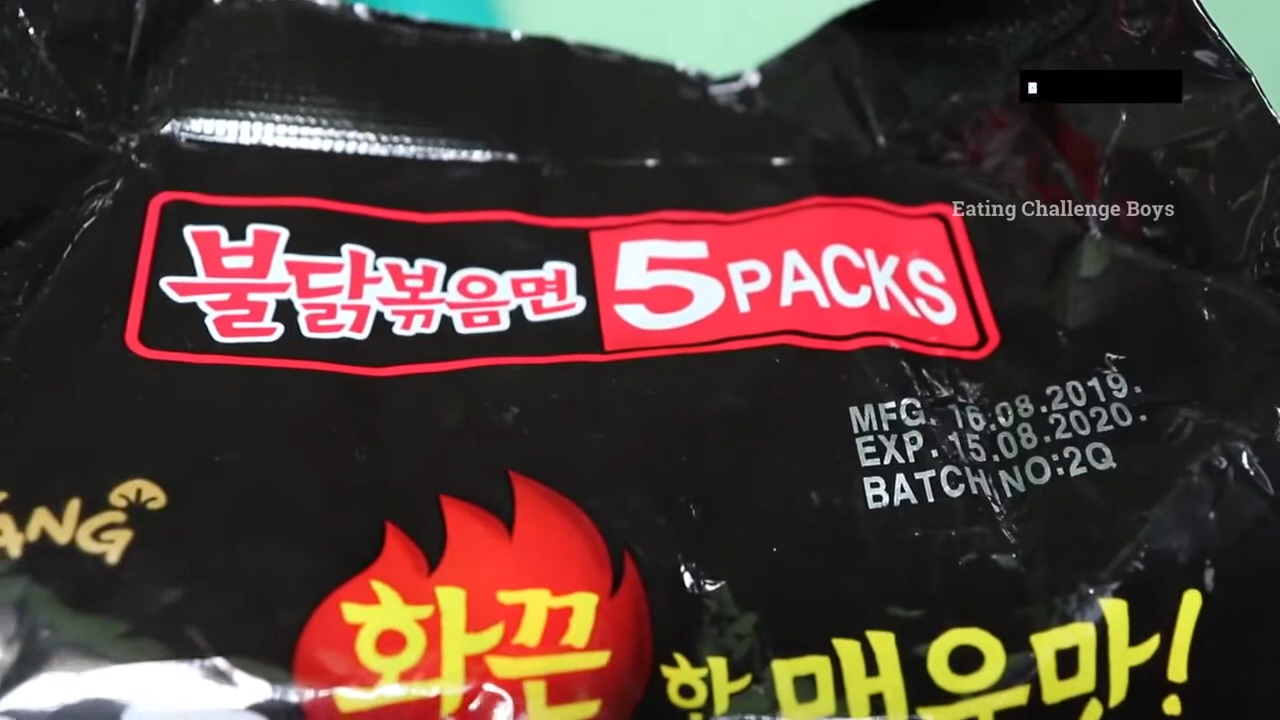 Eating Challenge Boys
불닭볶음면 5PACKS
MFG. 16.08.2019.
EXP. 15.08.2020.
BATCH NO:2Q
화끈한 매운맛!